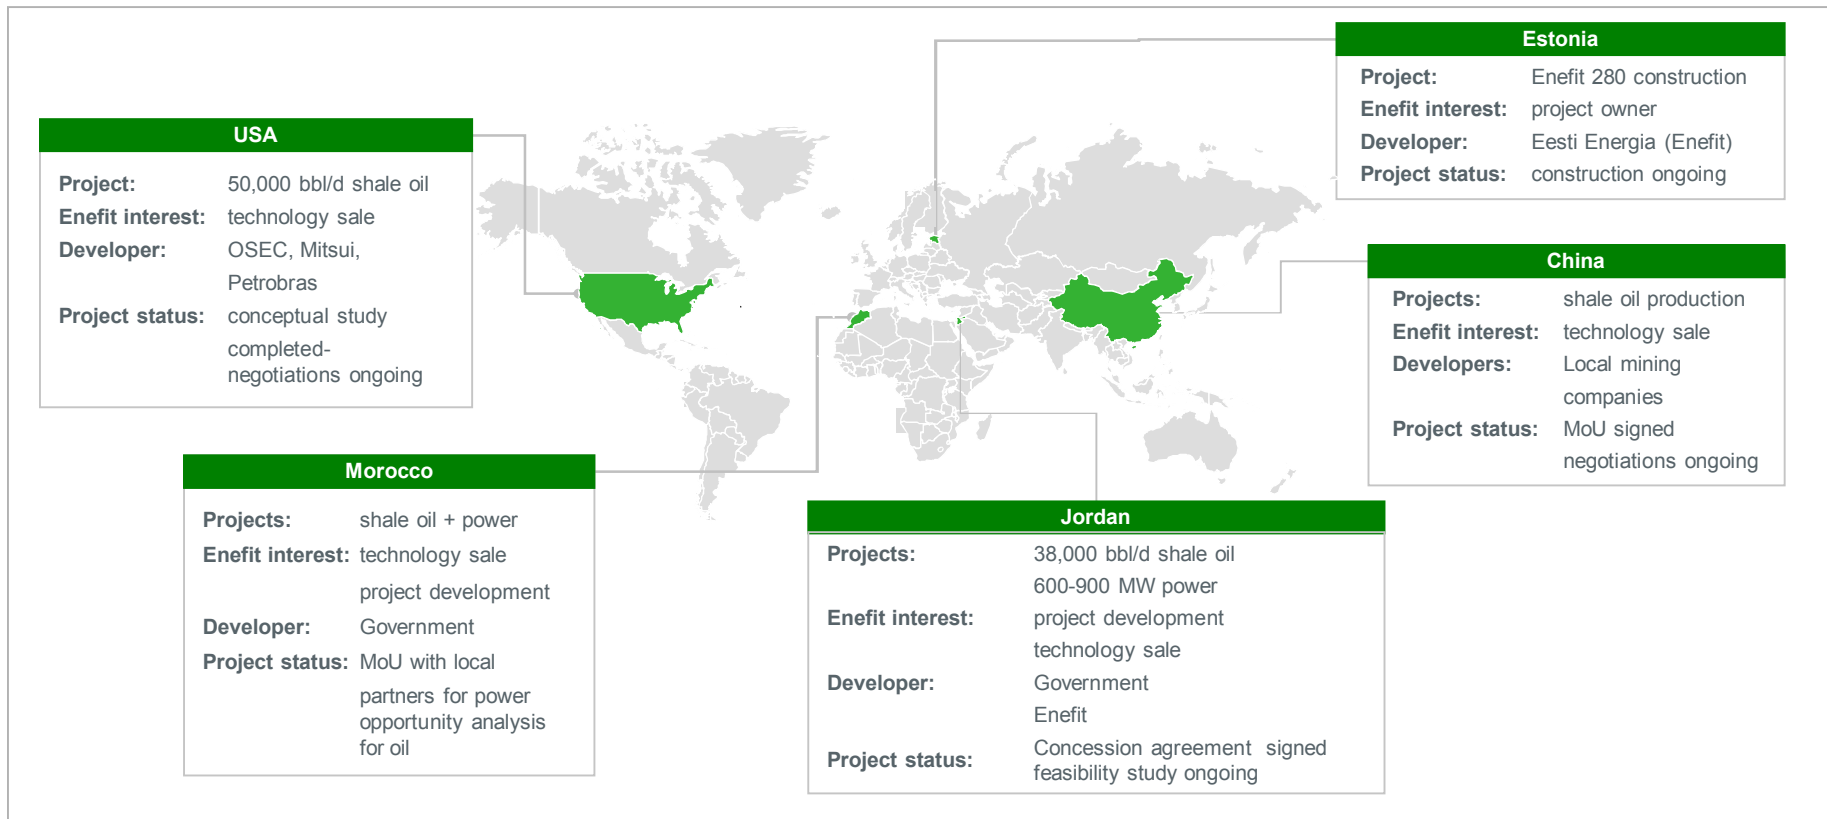 Estonia
Project: Enefit 280 construction
Enefit interest: project owner
Developer: Eesti Energia (Enefit)
Project status: construction ongoing
USA
Project: 50,000 bbl/d shale oil
Enefit interest: technology sale
Developer: OSEC, Mitsui,
Petrobras
Project status: conceptual study
completed-
negotiations ongoing
China
Projects: shale oil production
Enefit interest: technology sale
Developers: Local mining
companies
Project status: MoU signed
negotiations ongoing
Morocco
Projects: shale oil + power
Enefit interest: technology sale
project development
Developer: Government
Project status: MoU with local
partners for power
opportunity analysis
for oil
Jordan
Projects: 38,000 bbl/d shale oil
600-900 MW power
Enefit interest: project development
technology sale
Developer: Government
Enefit
Project status: Concession agreement signed
feasibility study ongoing